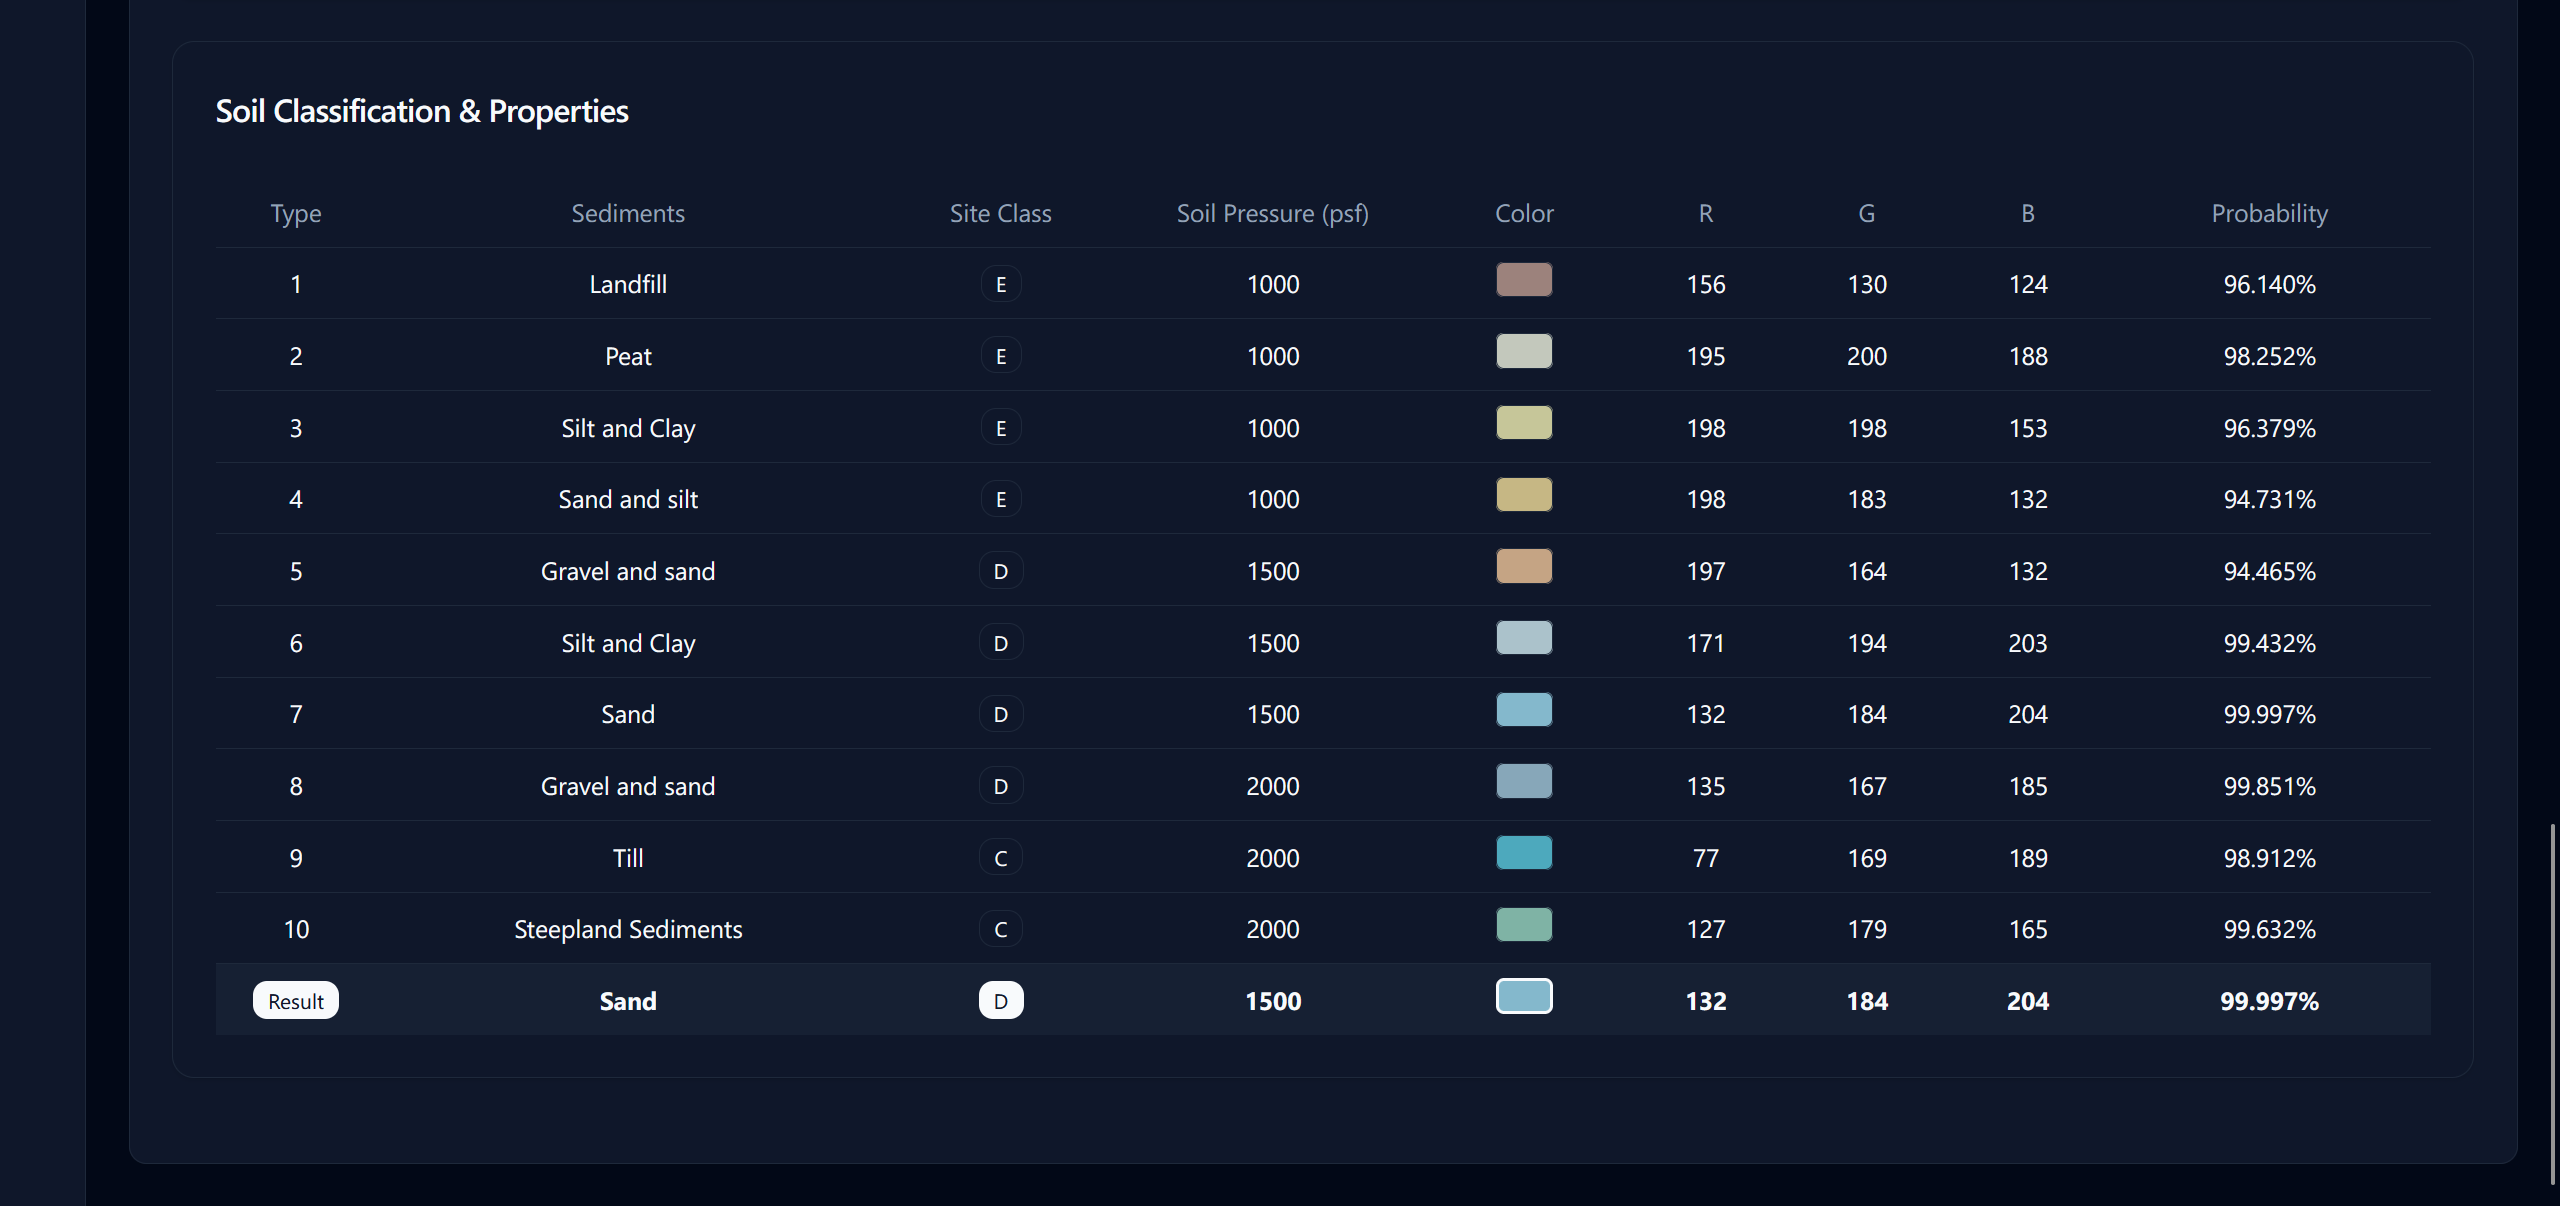 Soil Classification & Properties
Type Sediments Site Class Soil Pressure (psf) Color R G B Probability
1 Landfill E 1000 156 130 124 96.140%
2 Peat E 1000 195 200 188 98.252%
3 Silt and Clay E 1000 198 198 153 96.379%
4 Sand and silt E 1000 198 183 132 94.731%
5 Gravel and sand D 1500 197 164 132 94.465%
6 Silt and Clay D 1500 171 194 203 99.432%
7 Sand D 1500 132 184 204 99.997%
8 Gravel and sand D 2000 135 167 185 99.851%
9 Till C 2000 77 169 189 98.912%
10 Steepland Sediments C 2000 127 179 165 99.632%
Result Sand D 1500 132 184 204 99.997%